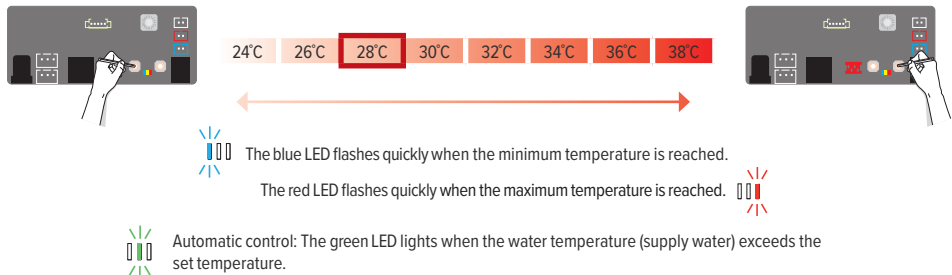 24°C 26°C 28°C 30°C 32°C 34°C 36°C 38°C
The blue LED flashes quickly when the minimum temperature is reached.
The red LED flashes quickly when the maximum temperature is reached.
Automatic control: The green LED lights when the water temperature (supply water) exceeds the
set temperature.